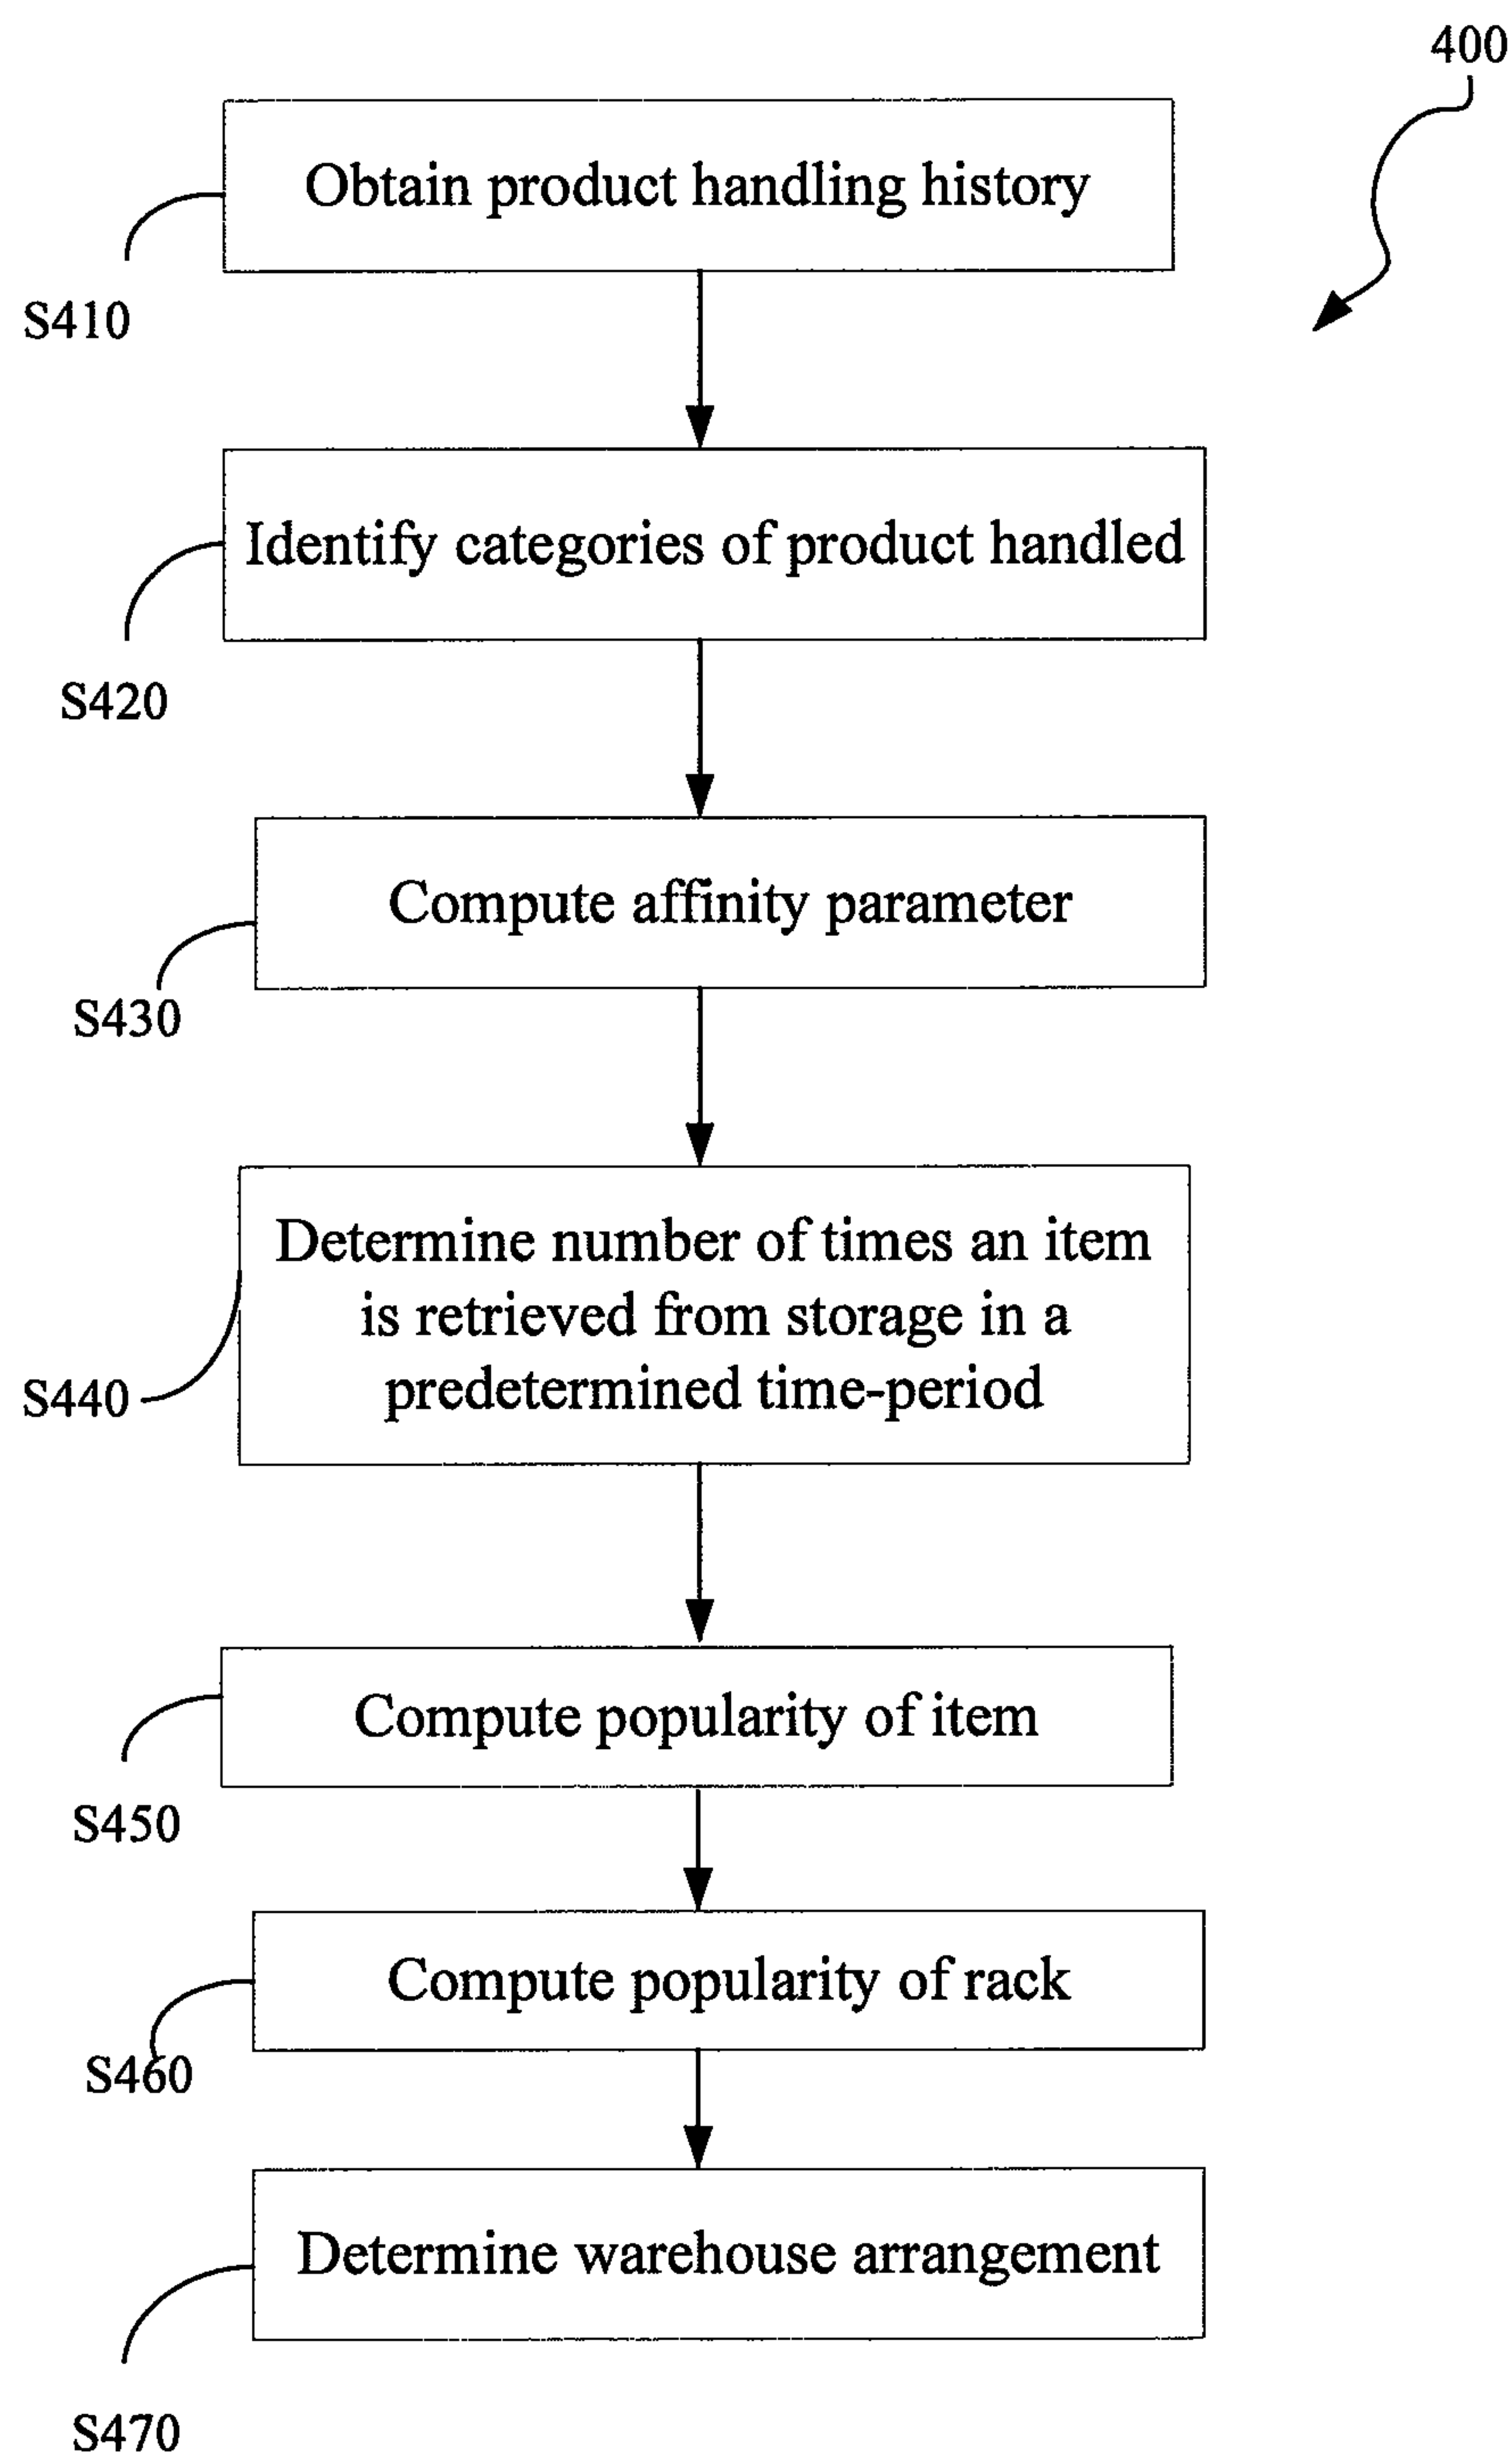 400
Obtain product handling history
S410
Identify categories of product handled
S420
Compute affinity parameter
S430
Determine number of times an item
is retrieved from storage in a
predetermined time-period
S440
Compute popularity of item
S450
Compute popularity of rack
S460
Determine warehouse arrangement
S470